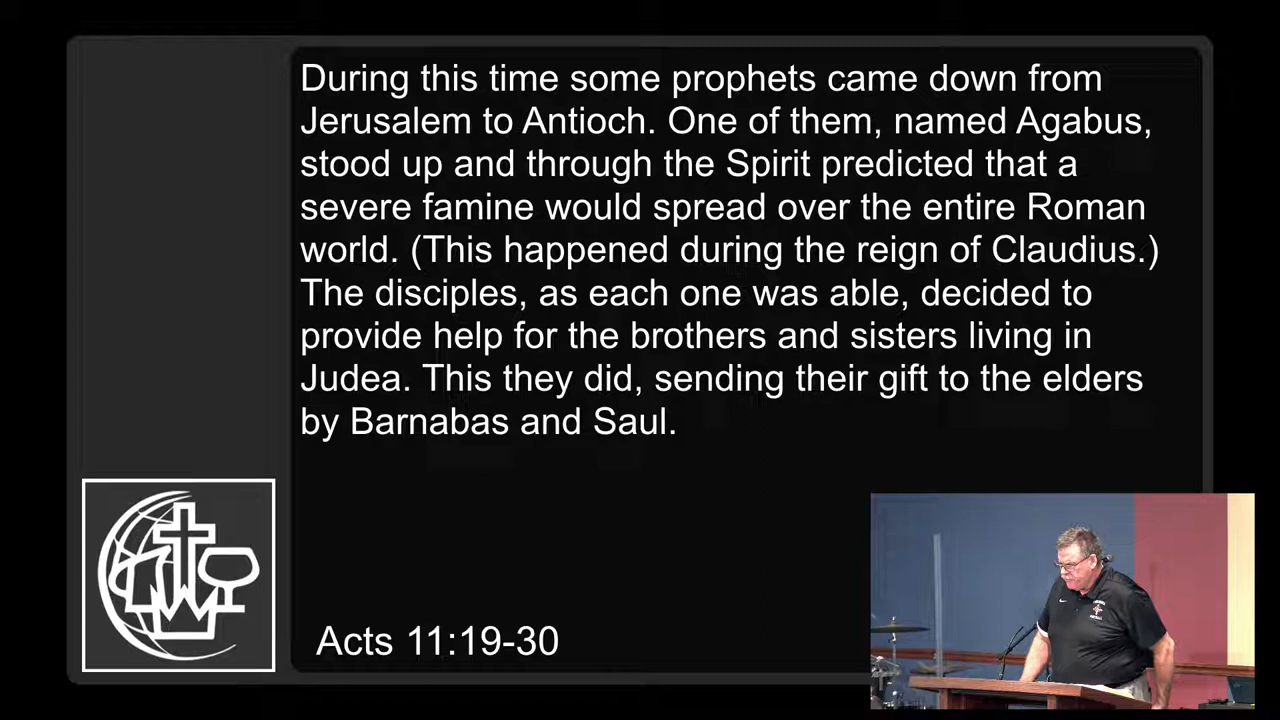 During this time some prophets came down from
Jerusalem to Antioch. One of them, named Agabus,
stood up and through the Spirit predicted that a
severe famine would spread over the entire Roman
world. (This happened during the reign of Claudius.)
The disciples, as each one was able, decided to
provide help for the brothers and sisters living in
Judea. This they did, sending their gift to the elders
by Barnabas and Saul.
Acts 11:19-30